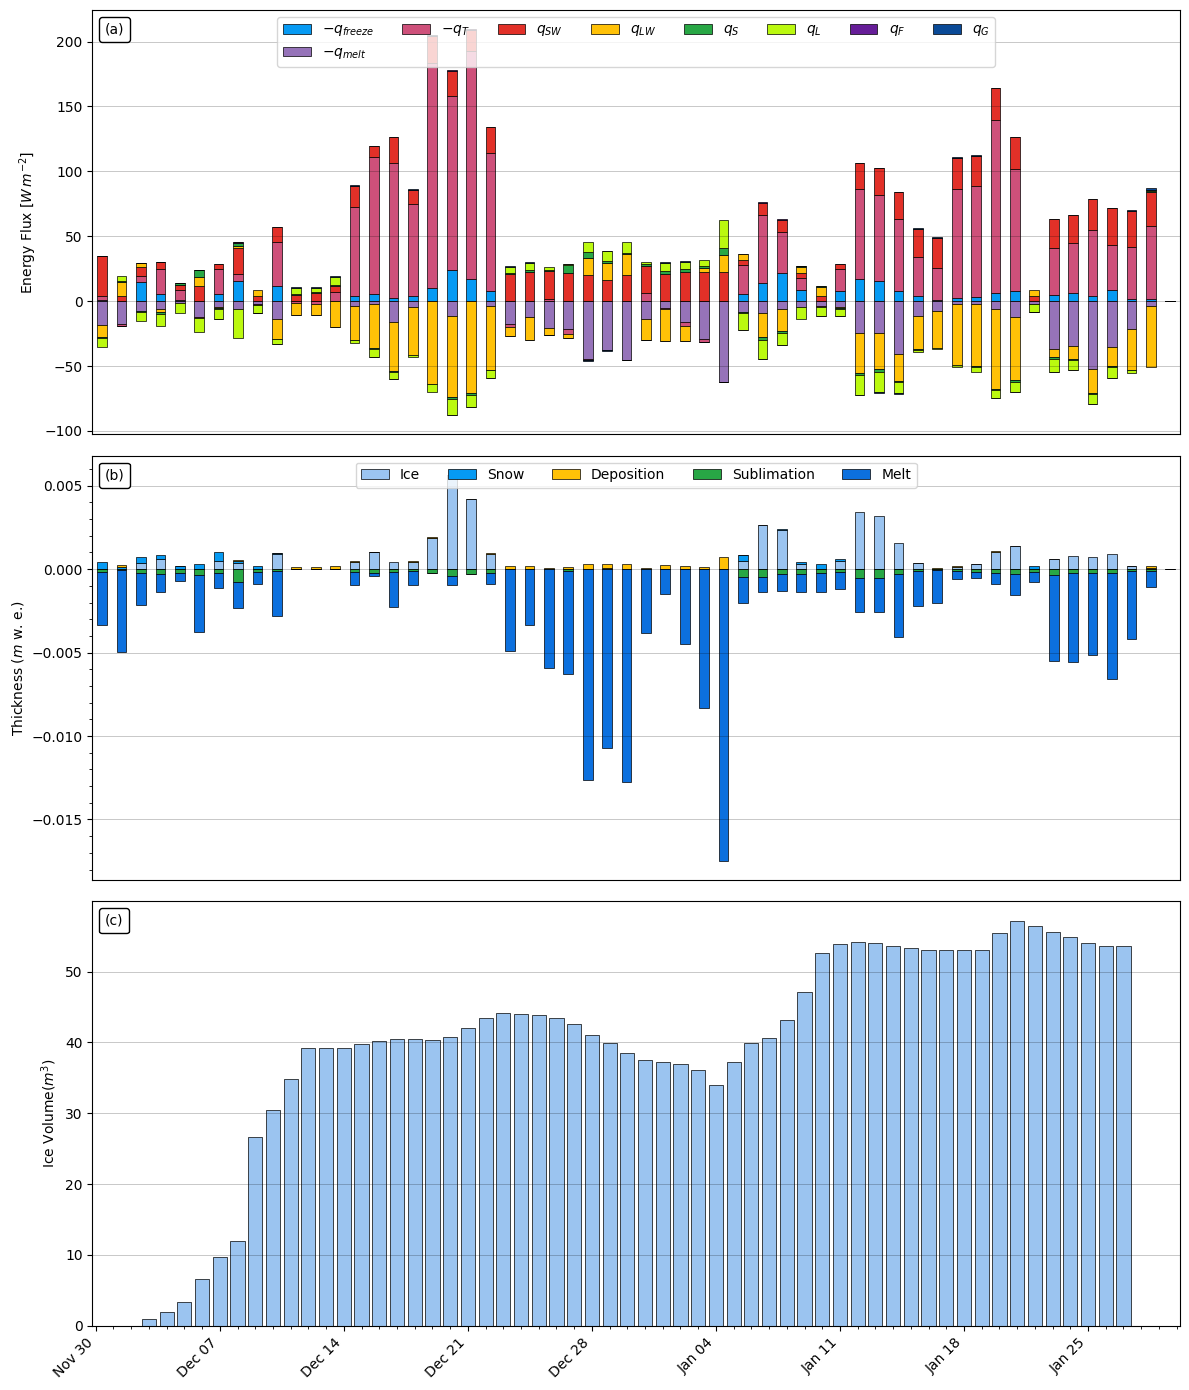 (a)
−q_freeze −q_T q_SW q_LW q_S q_L q_F q_G
−q_melt
Energy Flux [W m⁻²]
200
150
100
50
0
−50
−100
(b)
Ice Snow Deposition Sublimation Melt
Thickness (m w. e.)
0.005
0.000
−0.005
−0.010
−0.015
(c)
Ice Volume(m³)
50
40
30
20
10
0
Nov 30 Dec 07 Dec 14 Dec 21 Dec 28 Jan 04 Jan 11 Jan 18 Jan 25